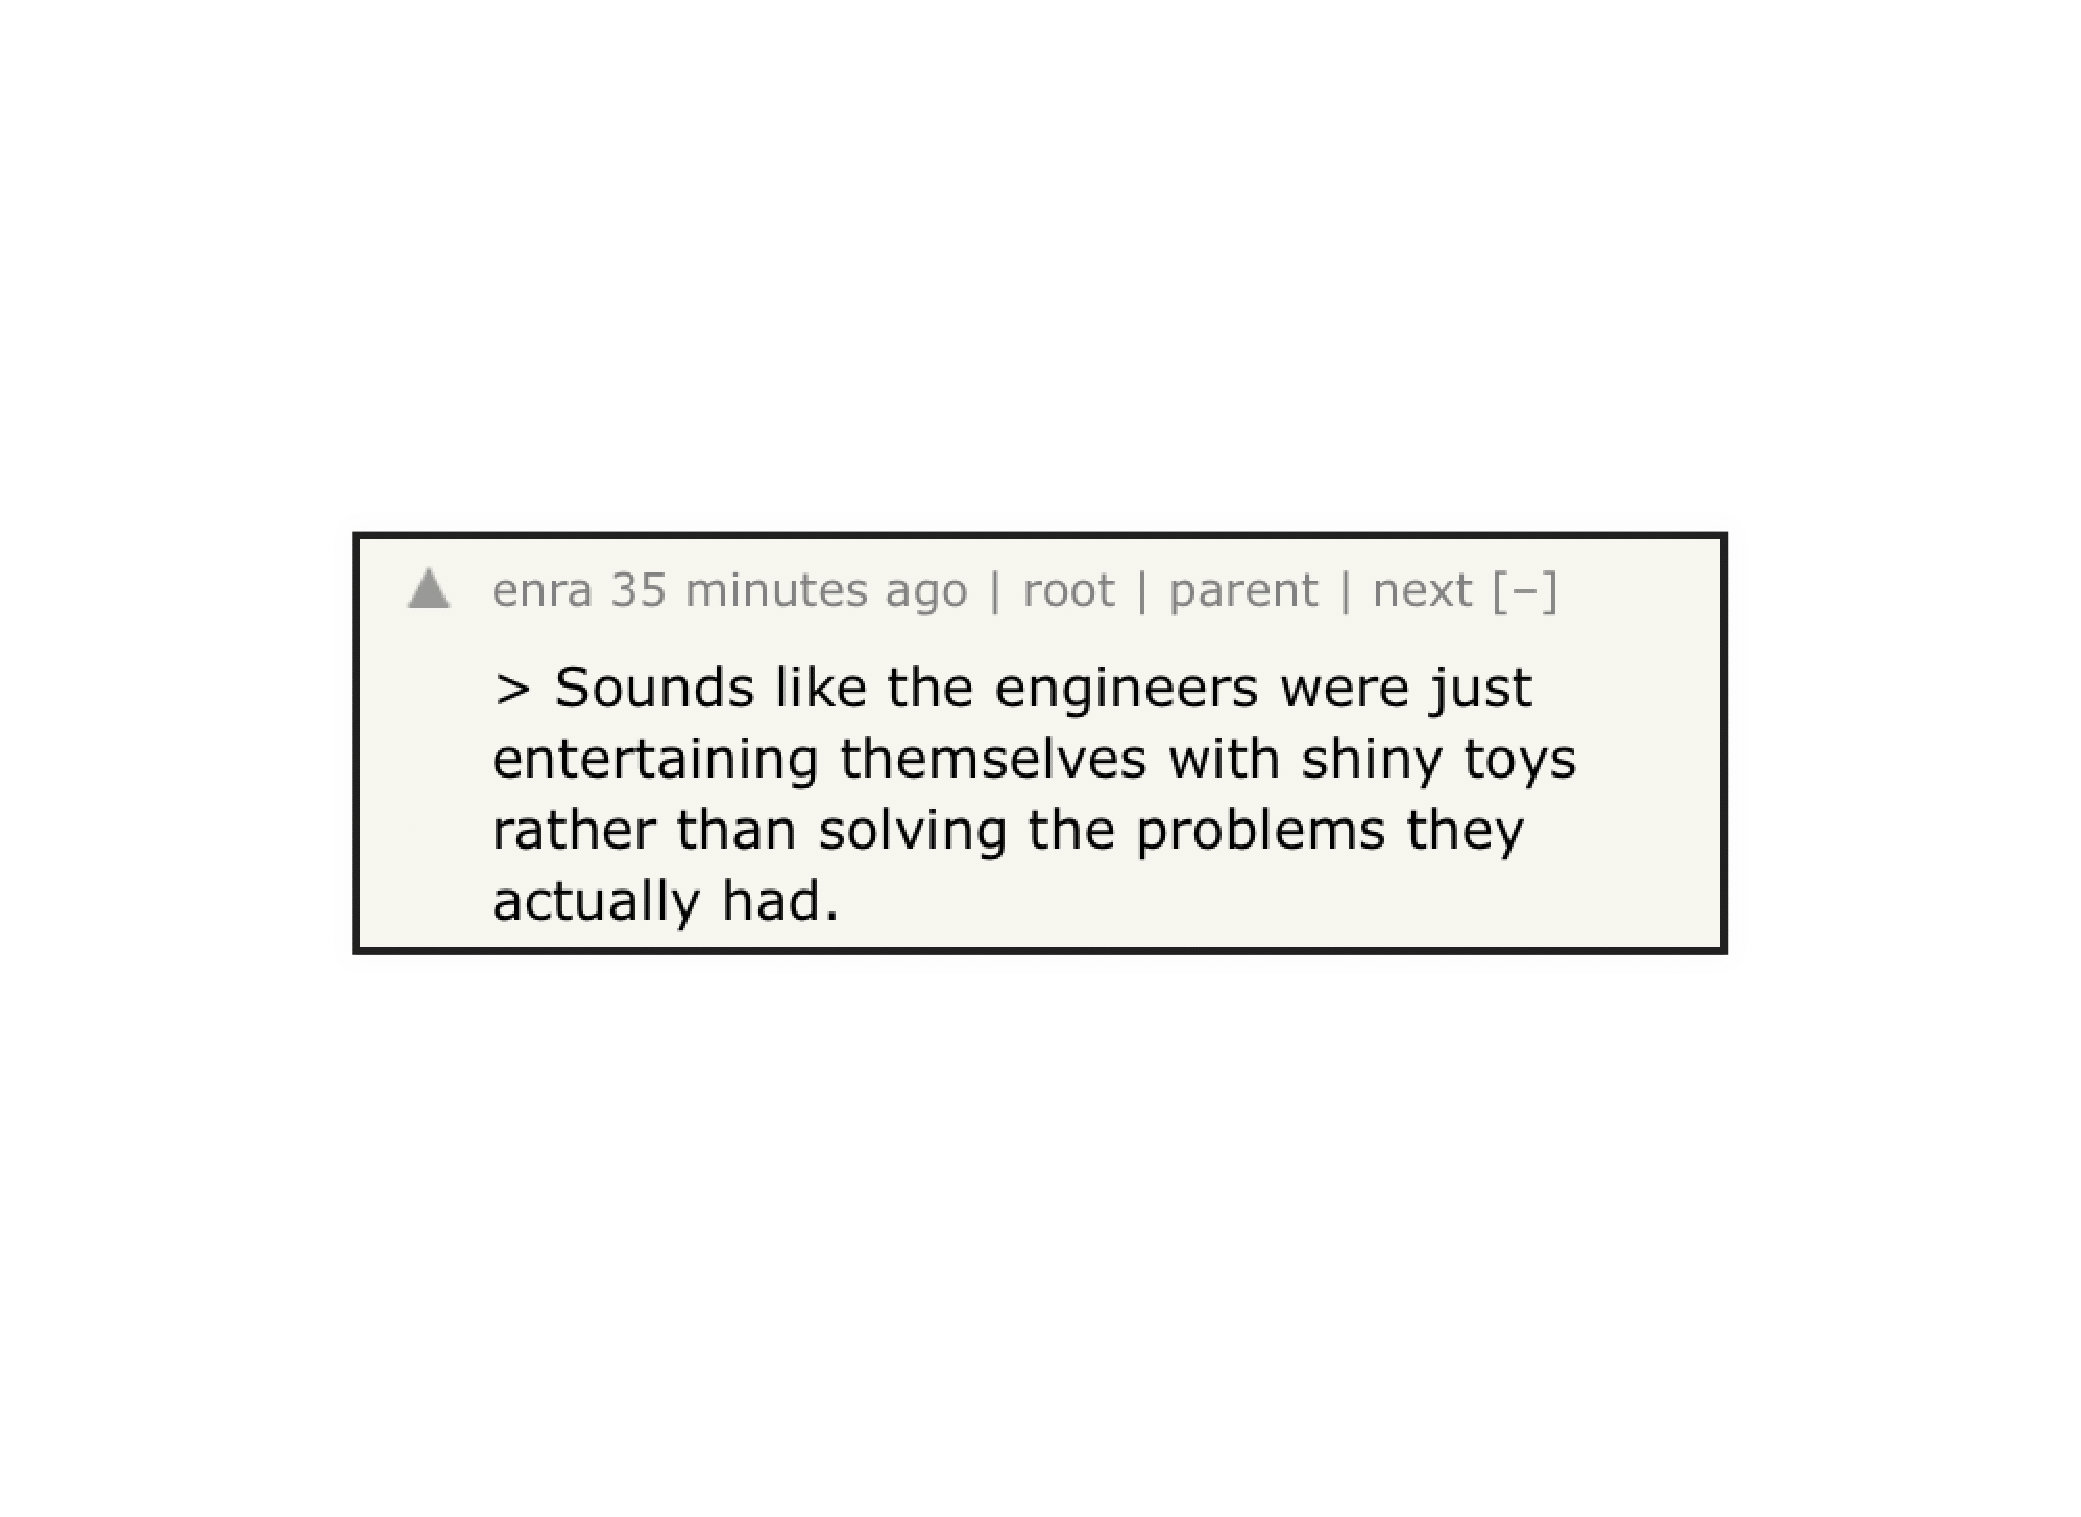 ▲ enra 35 minutes ago | root | parent | next [–]
> Sounds like the engineers were just
entertaining themselves with shiny toys
rather than solving the problems they
actually had.